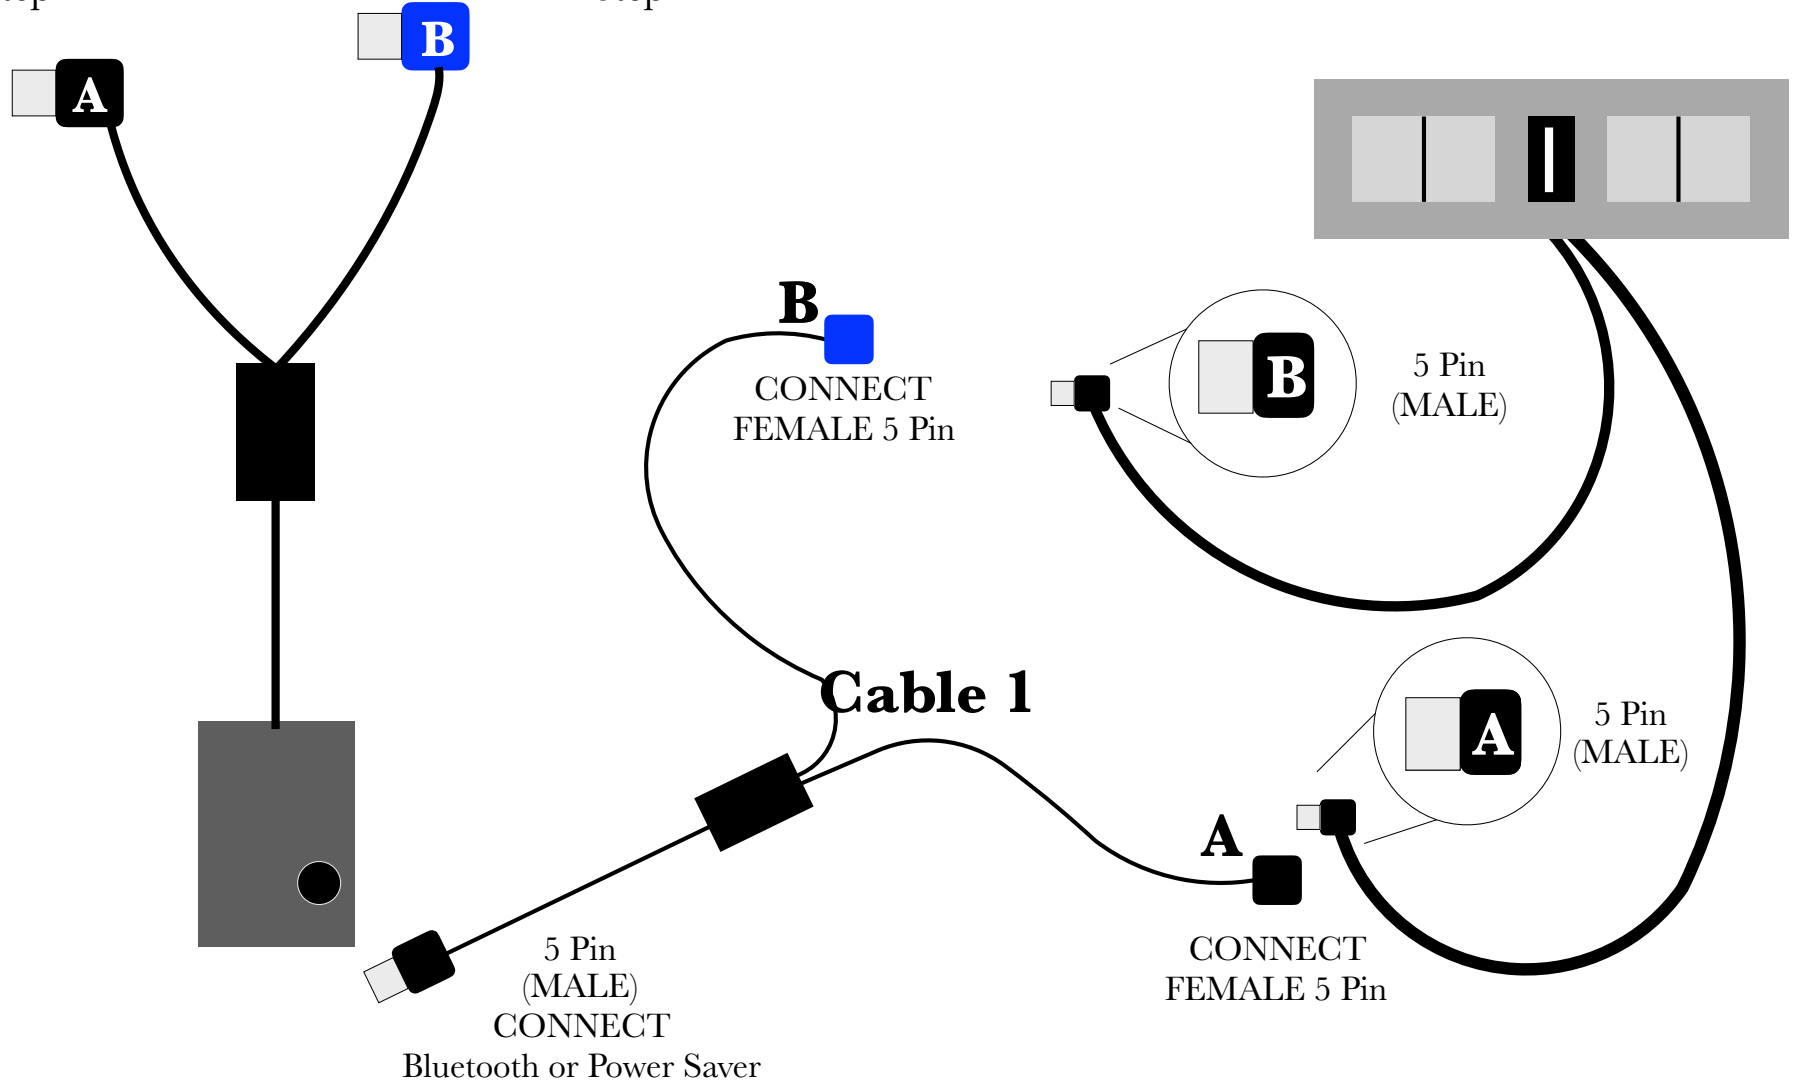 B
A
B
CONNECT
FEMALE 5 Pin
B
5 Pin
(MALE)
Cable 1
A
5 Pin
(MALE)
A
CONNECT
FEMALE 5 Pin
5 Pin
(MALE)
CONNECT
Bluetooth or Power Saver